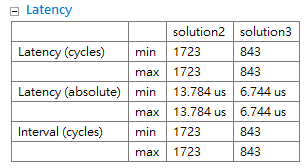 Latency
solution2 solution3
Latency (cycles) min 1723 843
max 1723 843
Latency (absolute) min 13.784 us 6.744 us
max 13.784 us 6.744 us
Interval (cycles) min 1723 843
max 1723 843